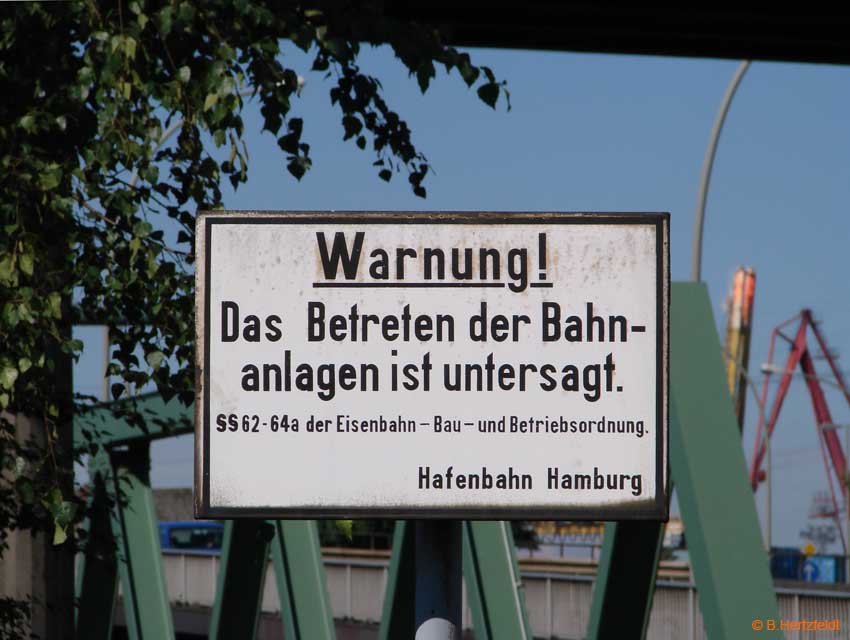 Warnung!
Das Betreten der Bahn-
anlagen ist untersagt.
§§62-64a der Eisenbahn-Bau-und Betriebsordnung.
Hafenbahn Hamburg
© B.Hertzfeldt